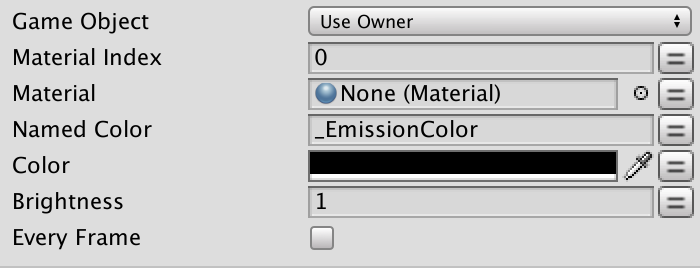 Game Object Use Owner
Material Index 0
Material None (Material)
Named Color _EmissionColor
Color
Brightness 1
Every Frame